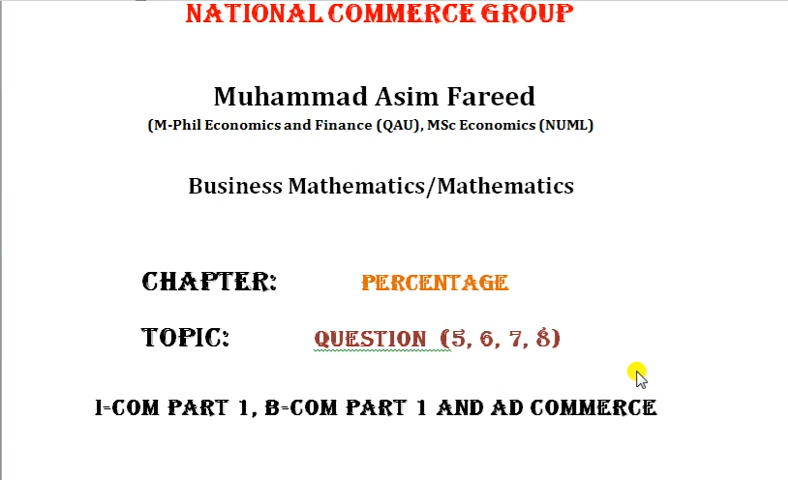 NATIONAL COMMERCE GROUP
Muhammad Asim Fareed
(M-Phil Economics and Finance (QAU), MSc Economics (NUML)
Business Mathematics/Mathematics
CHAPTER: PERCENTAGE
TOPIC: QUESTION (5, 6, 7, 8)
I-COM PART 1, B-COM PART 1 AND AD COMMERCE